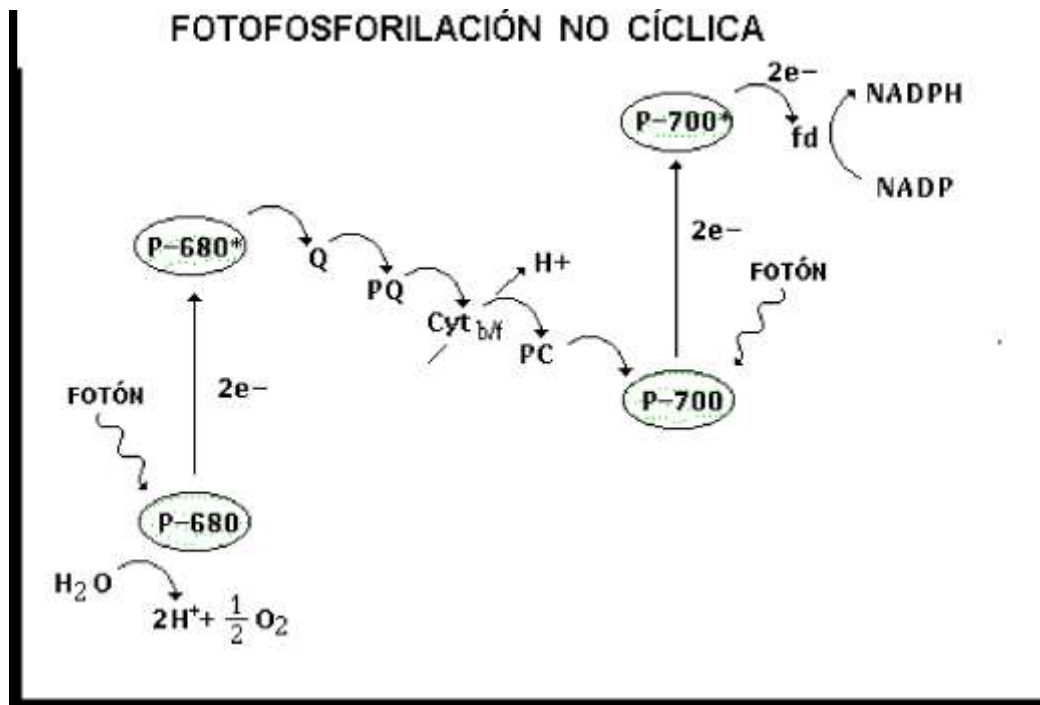 FOTOFOSFORILACIÓN NO CÍCLICA
2e−
P−700*
fd
NADPH
NADP
P−680*
Q
PQ
Cyt b/f
H+
PC
2e−
FOTÓN
P−700
FOTÓN
2e−
P−680
H₂O
2H⁺+ 1/2 O₂